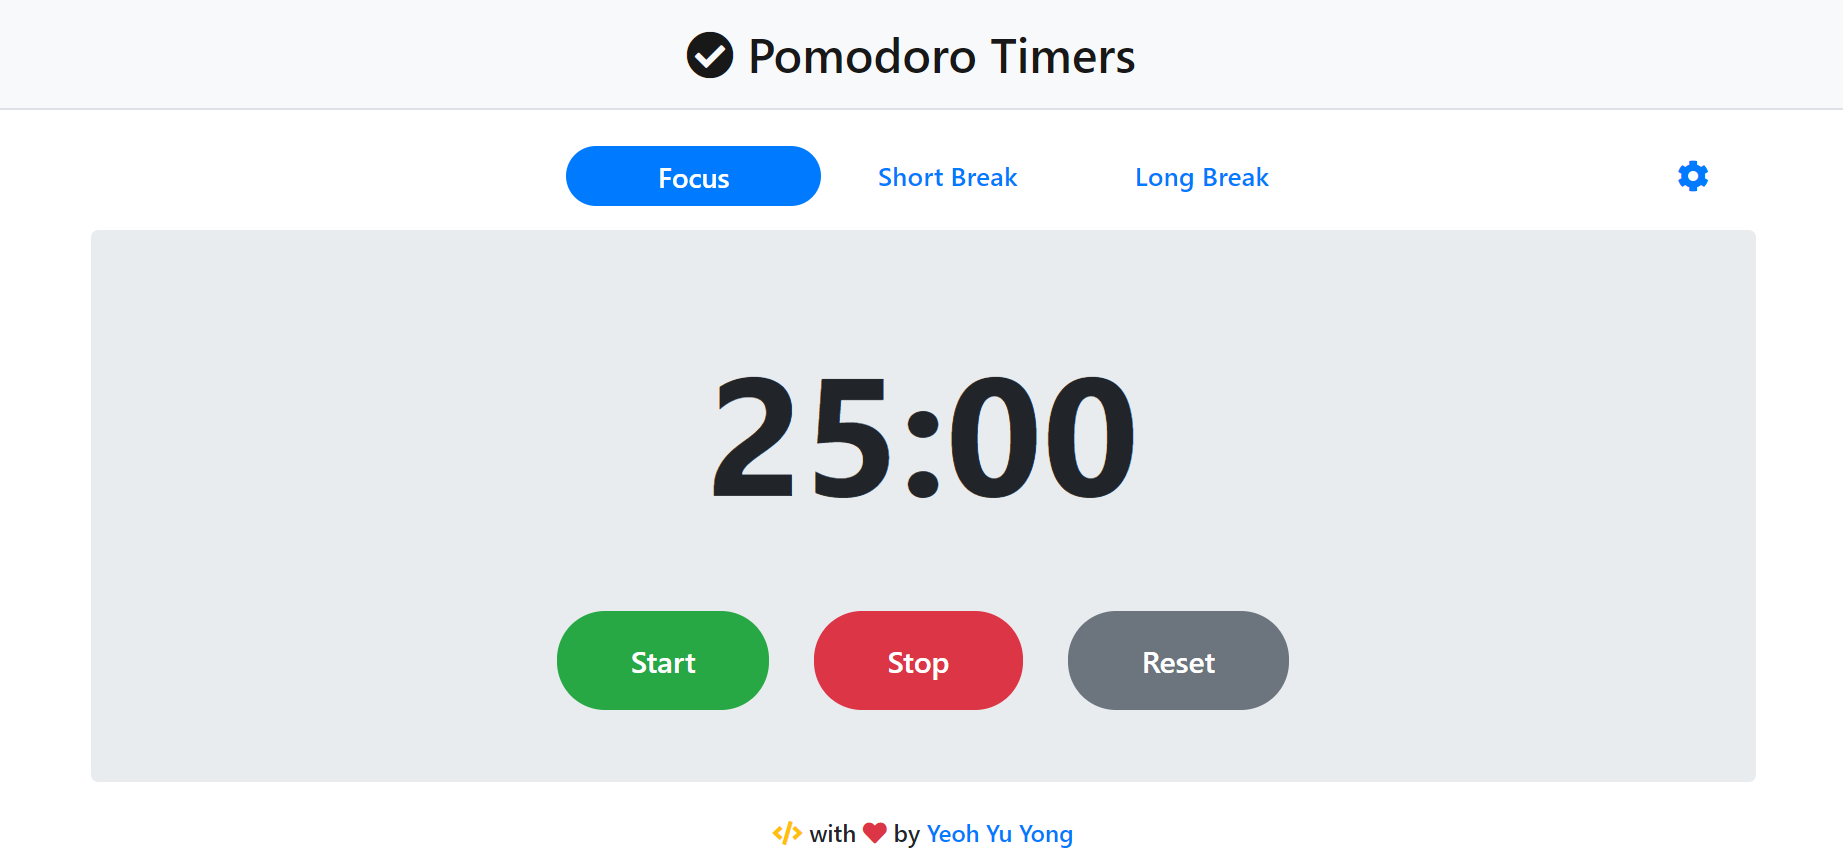 Pomodoro Timers
Focus Short Break Long Break
25:00
Start Stop Reset
</> with ❤ by Yeoh Yu Yong